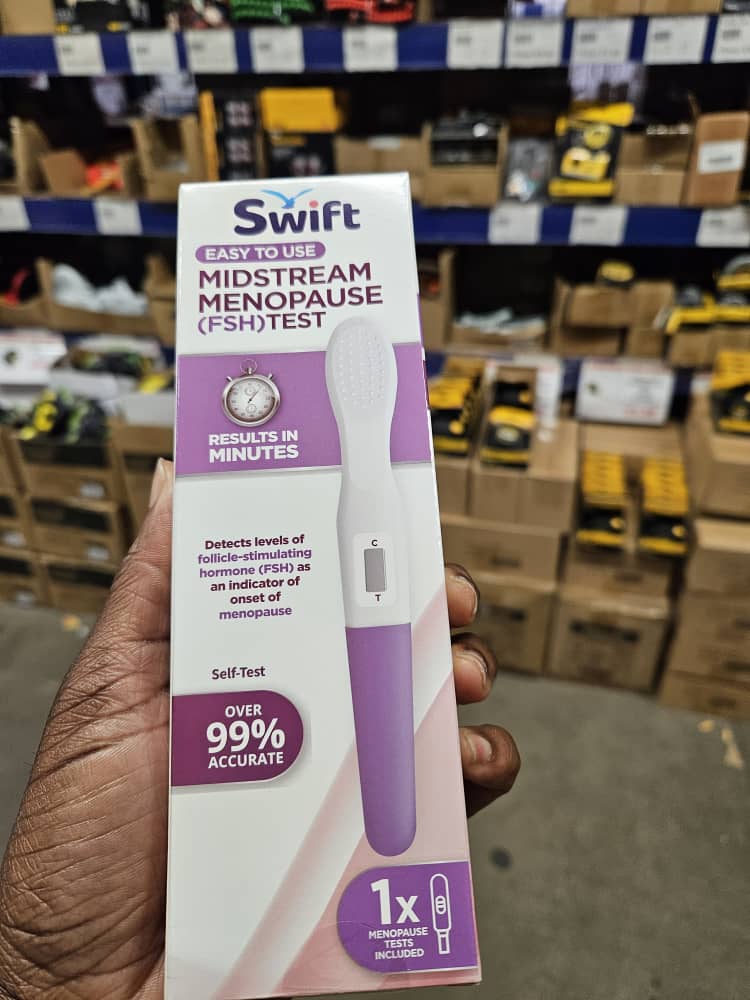 Swift
EASY TO USE
MIDSTREAM
MENOPAUSE
(FSH)TEST
RESULTS IN
MINUTES
Detects levels of
follicle-stimulating
hormone (FSH) as
an indicator of
onset of
menopause
C
T
Self-Test
OVER
99%
ACCURATE
1x
MENOPAUSE
TESTS
INCLUDED